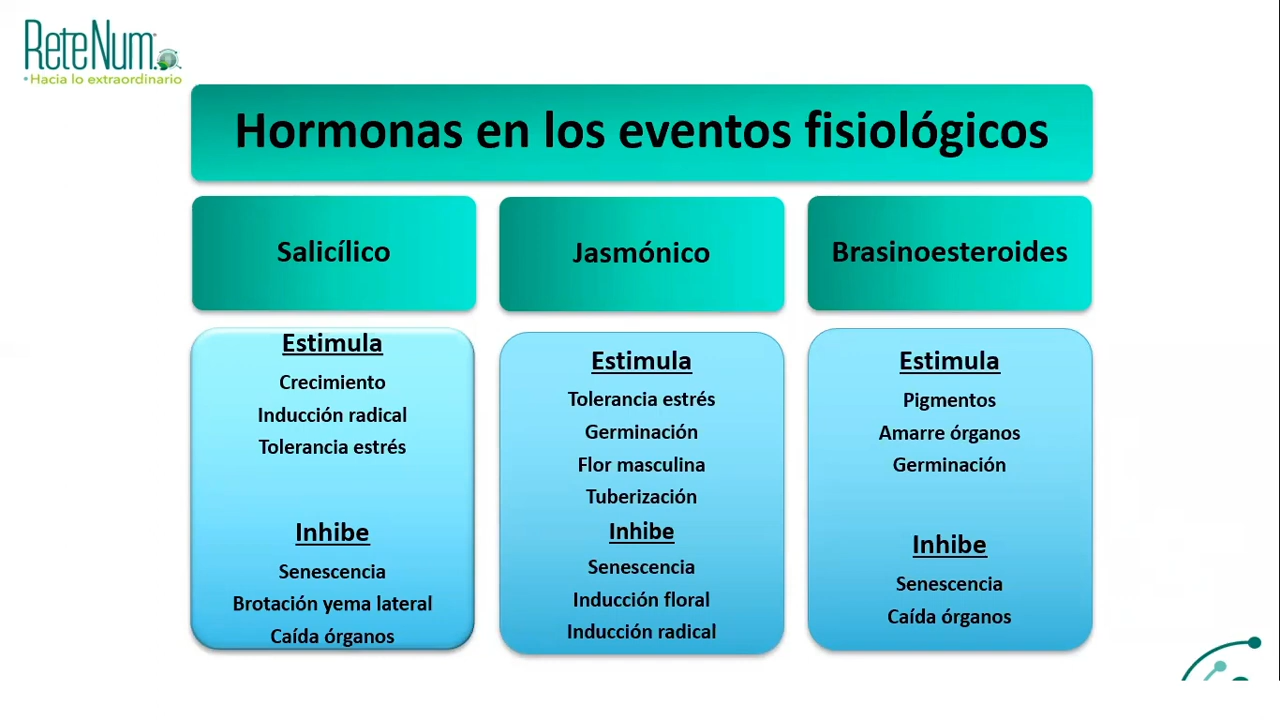 ReteNum
Hacia lo extraordinario
Hormonas en los eventos fisiológicos
Salicílico
Jasmónico
Brasinoesteroides
Estimula
Crecimiento
Inducción radical
Tolerancia estrés
Inhibe
Senescencia
Brotación yema lateral
Caída órganos
Estimula
Tolerancia estrés
Germinación
Flor masculina
Tuberización
Inhibe
Senescencia
Inducción floral
Inducción radical
Estimula
Pigmentos
Amarre órganos
Germinación
Inhibe
Senescencia
Caída órganos